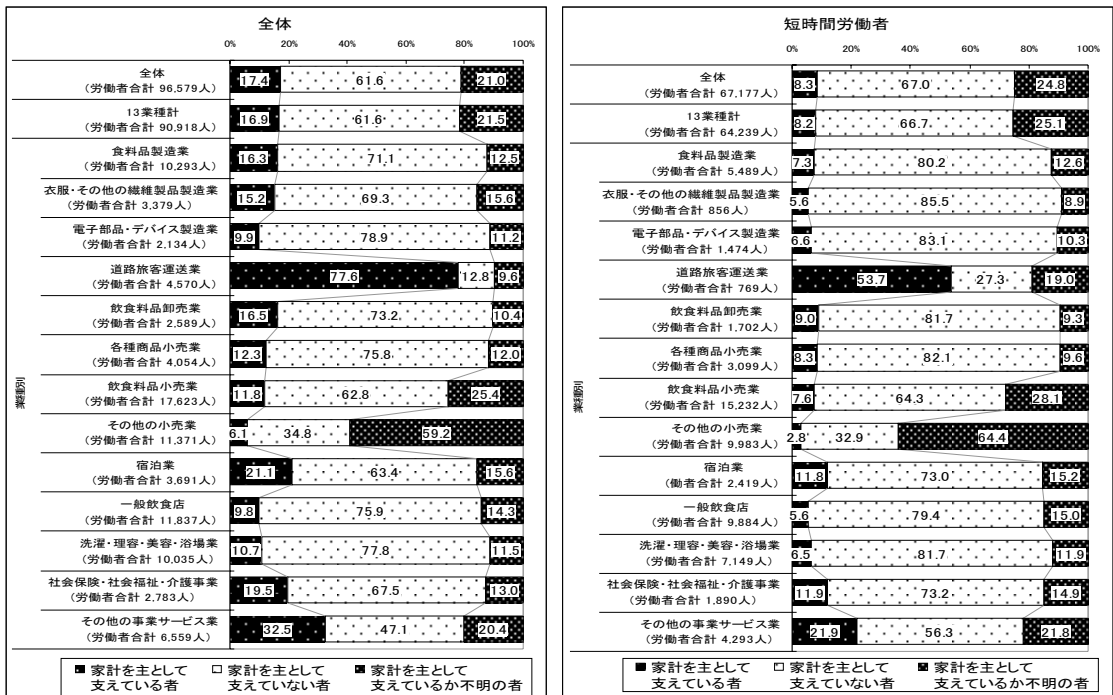 全体
0% 20% 40% 60% 80% 100%
全体
(労働者合計 96,579人)
17.4 61.6 21.0
13業種計
(労働者合計 90,918人)
16.9 61.6 21.5
業種別
食料品製造業
(労働者合計 10,293人)
16.3 71.1 12.5
衣服・その他の繊維製品製造業
(労働者合計 3,379人)
15.2 69.3 15.6
電子部品・デバイス製造業
(労働者合計 2,134人)
9.9 78.9 11.2
道路旅客運送業
(労働者合計 4,570人)
77.6 12.8 9.6
飲食料品卸売業
(労働者合計 2,589人)
16.5 73.2 10.4
各種商品小売業
(労働者合計 4,054人)
12.3 75.8 12.0
飲食料品小売業
(労働者合計 17,623人)
11.8 62.8 25.4
その他の小売業
(労働者合計 11,371人)
6.1 34.8 59.2
宿泊業
(労働者合計 3,691人)
21.1 63.4 15.6
一般飲食店
(労働者合計 11,837人)
9.8 75.9 14.3
洗濯・理容・美容・浴場業
(労働者合計 10,035人)
10.7 77.8 11.5
社会保険・社会福祉・介護事業
(労働者合計 2,783人)
19.5 67.5 13.0
その他の事業サービス業
(労働者合計 6,559人)
32.5 47.1 20.4
家計を主として 家計を主として 家計を主として
支えている者 支えていない者 支えているか不明の者
短時間労働者
0% 20% 40% 60% 80% 100%
全体
(労働者合計 67,177人)
8.3 67.0 24.8
13業種計
(労働者合計 64,239人)
8.2 66.7 25.1
業種別
食料品製造業
(労働者合計 5,489人)
7.3 80.2 12.6
衣服・その他の繊維製品製造業
(労働者合計 856人)
5.6 85.5 8.9
電子部品・デバイス製造業
(労働者合計 1,474人)
6.6 83.1 10.3
道路旅客運送業
(労働者合計 769人)
53.7 27.3 19.0
飲食料品卸売業
(労働者合計 1,702人)
9.0 81.7 9.3
各種商品小売業
(労働者合計 3,099人)
8.3 82.1 9.6
飲食料品小売業
(労働者合計 15,232人)
7.6 64.3 28.1
その他の小売業
(労働者合計 9,983人)
2.8 32.9 64.4
宿泊業
(働者合計 2,419人)
11.8 73.0 15.2
一般飲食店
(労働者合計 9,884人)
5.6 79.4 15.0
洗濯・理容・美容・浴場業
(労働者合計 7,149人)
6.5 81.7 11.9
社会保険・社会福祉・介護事業
(労働者合計 1,890人)
11.9 73.2 14.9
その他の事業サービス業
(労働者合計 4,293人)
21.9 56.3 21.8
家計を主として 家計を主として 家計を主として
支えている者 支えていない者 支えているか不明の者